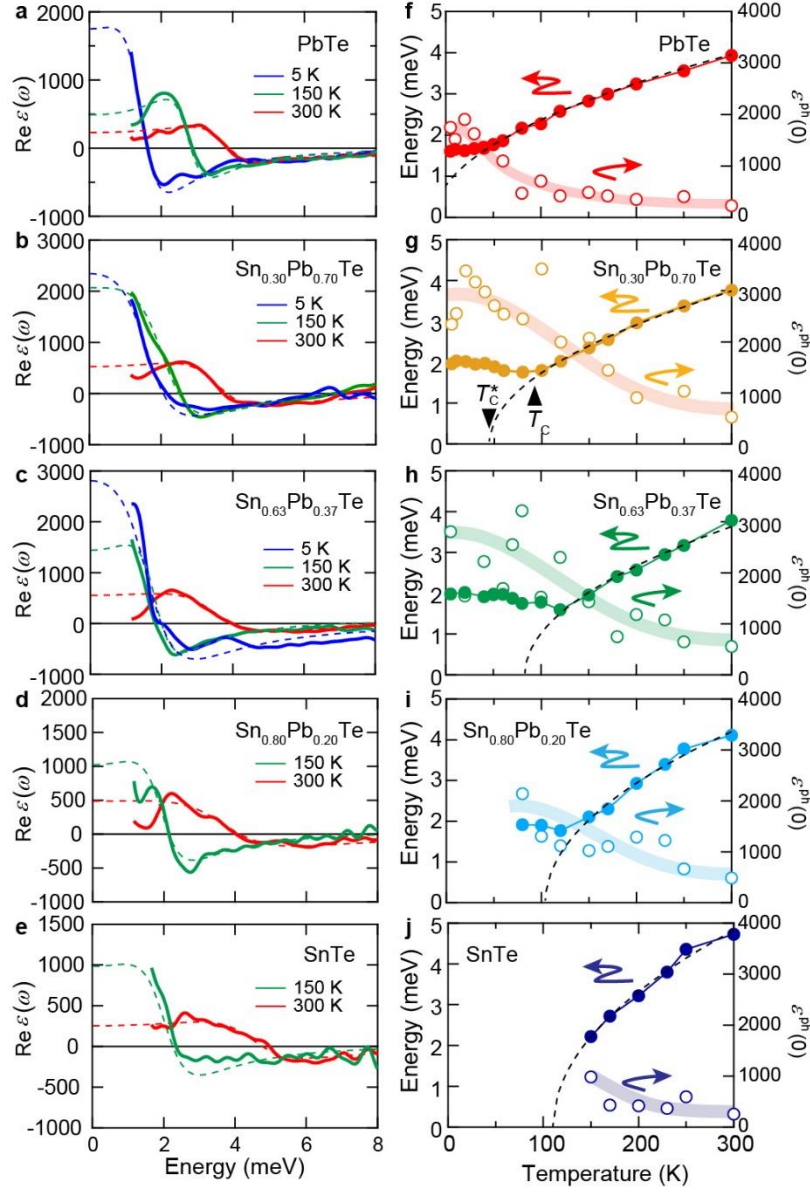 a
PbTe
5 K
150 K
300 K
2000
1000
0
-1000
Re ε(ω)
b
Sn0.30Pb0.70Te
5 K
150 K
300 K
3000
2000
1000
0
-1000
Re ε(ω)
c
Sn0.63Pb0.37Te
5 K
150 K
300 K
3000
2000
1000
0
-1000
Re ε(ω)
d
Sn0.80Pb0.20Te
150 K
300 K
2000
1500
1000
500
0
-500
-1000
Re ε(ω)
e
SnTe
150 K
300 K
1500
1000
500
0
-500
-1000
Re ε(ω)
0 2 4 6 8
Energy (meV)
f
PbTe
5
4
3
2
1
0
Energy (meV)
4000
3000
2000
1000
0
εph(0)
g
Sn0.30Pb0.70Te
TC*
TC
5
4
3
2
1
0
Energy (meV)
4000
3000
2000
1000
0
εph(0)
h
Sn0.63Pb0.37Te
5
4
3
2
1
0
Energy (meV)
4000
3000
2000
1000
0
εph(0)
i
Sn0.80Pb0.20Te
5
4
3
2
1
0
Energy (meV)
4000
3000
2000
1000
0
εph(0)
j
SnTe
5
4
3
2
1
0
Energy (meV)
4000
3000
2000
1000
0
εph(0)
0 100 200 300
Temperature (K)